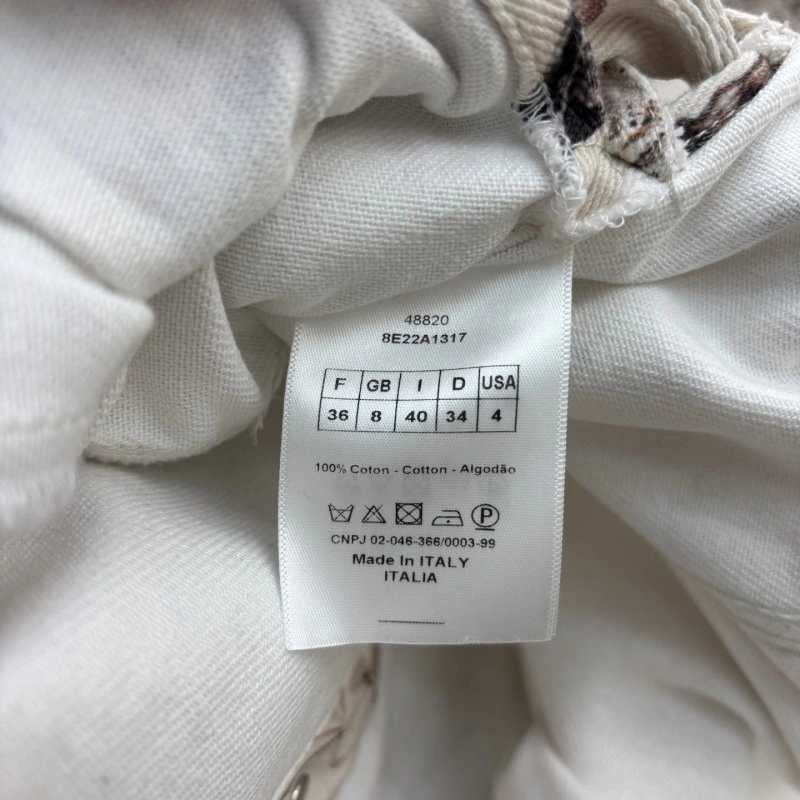 48820
8E22A1317
F GB I D USA
36 8 40 34 4
100% Coton - Cotton - Algodão
P
CNPJ 02-046-366/0003-99
Made In ITALY
ITALIA